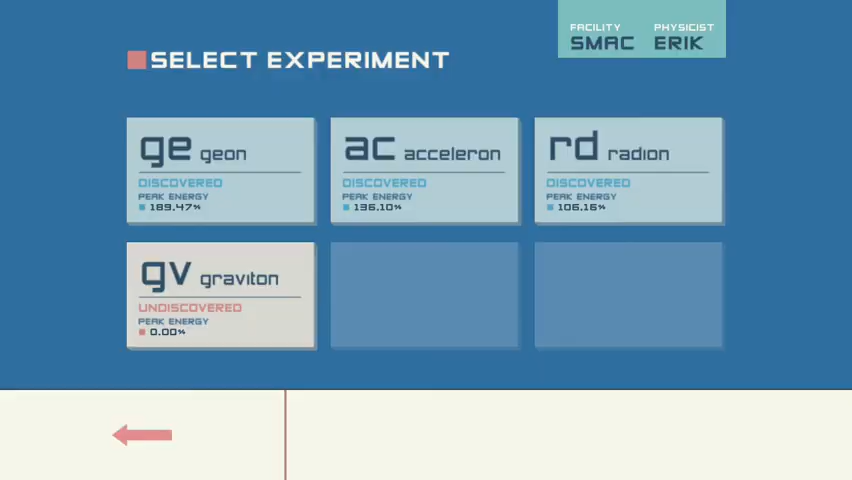 FACILITY PHYSICIST
SMAC ERIK
SELECT EXPERIMENT
ge geon
DISCOVERED
PEAK ENERGY
189.47%
ac acceleron
DISCOVERED
PEAK ENERGY
136.10%
rd radion
DISCOVERED
PEAK ENERGY
106.16%
gv graviton
UNDISCOVERED
PEAK ENERGY
0.00%